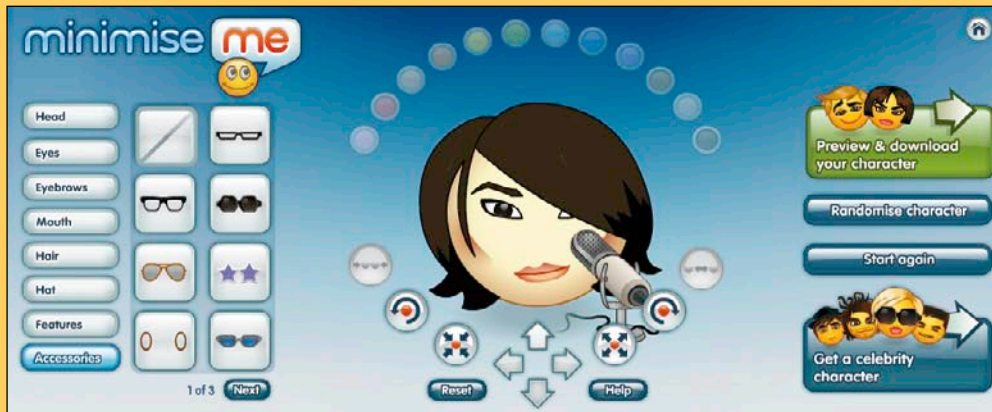 minimise me
Head
Eyes
Eyebrows
Mouth
Hair
Hat
Features
Accessories
1 of 3 Next
Reset
Help
Preview & download
your character
Randomise character
Start again
Get a celebrity
character